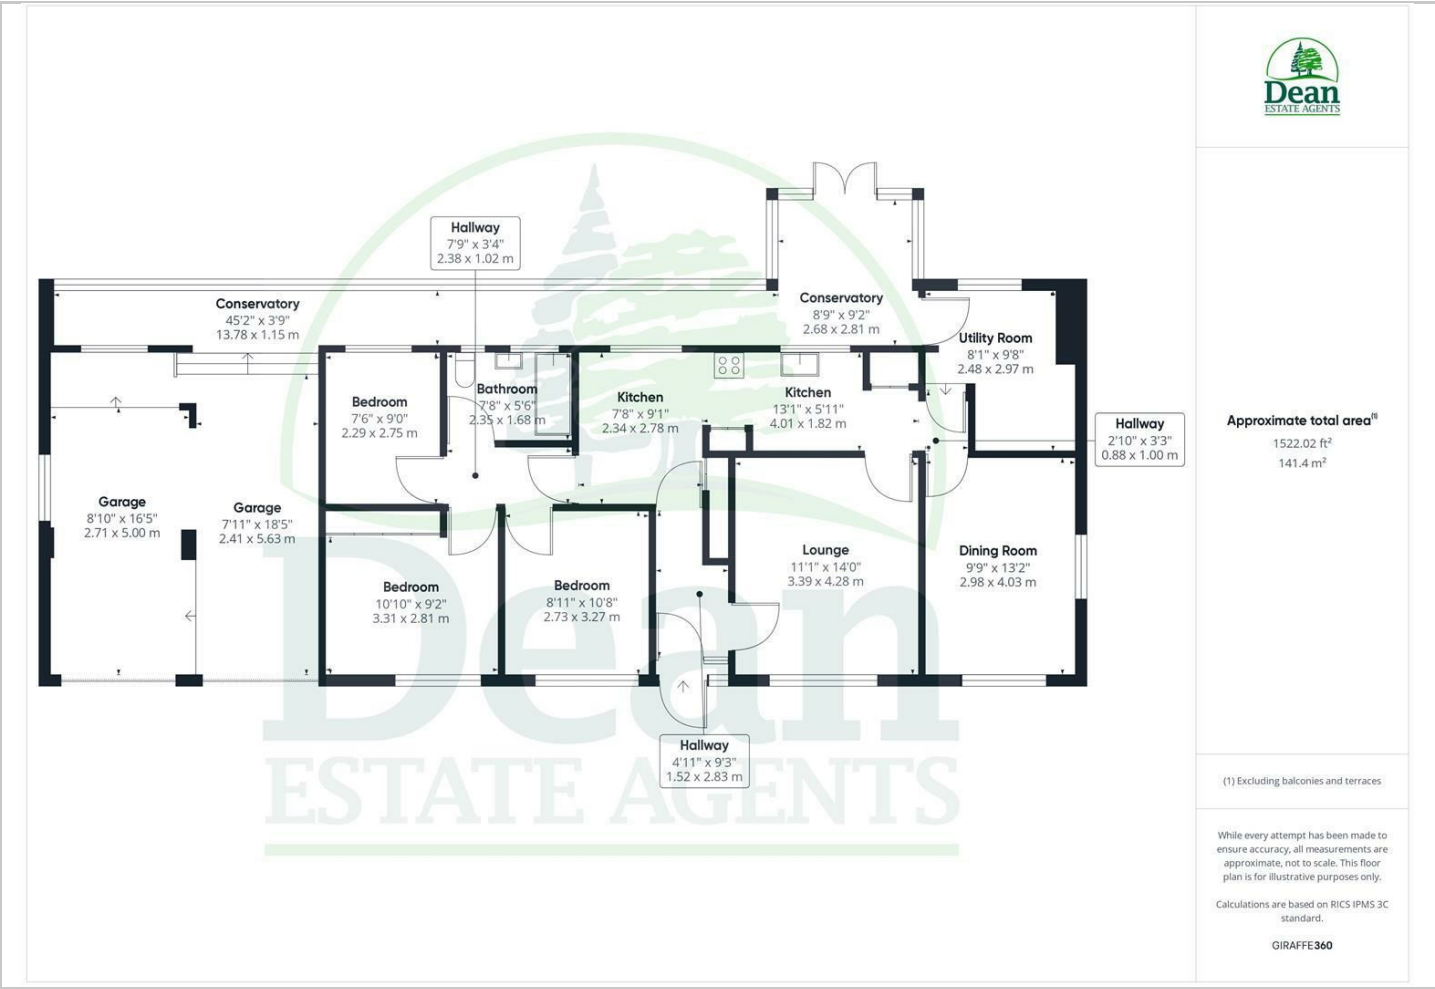 Dean
ESTATE AGENTS
Hallway
7'9" x 3'4"
2.38 x 1.02 m
Conservatory
45'2" x 3'9"
13.78 x 1.15 m
Conservatory
8'9" x 9'2"
2.68 x 2.81 m
Utility Room
8'1" x 9'8"
2.48 x 2.97 m
Bedroom
7'6" x 9'0"
2.29 x 2.75 m
Bathroom
7'8" x 5'6"
2.35 x 1.68 m
Kitchen
7'8" x 9'1"
2.34 x 2.78 m
Kitchen
13'1" x 5'11"
4.01 x 1.82 m
Hallway
2'10" x 3'3"
0.88 x 1.00 m
Garage
8'10" x 16'5"
2.71 x 5.00 m
Garage
7'11" x 18'5"
2.41 x 5.63 m
Bedroom
10'10" x 9'2"
3.31 x 2.81 m
Bedroom
8'11" x 10'8"
2.73 x 3.27 m
Lounge
11'1" x 14'0"
3.39 x 4.28 m
Dining Room
9'9" x 13'2"
2.98 x 4.03 m
Hallway
4'11" x 9'3"
1.52 x 2.83 m
Dean
ESTATE AGENTS
Approximate total area⁽¹⁾
1522.02 ft²
141.4 m²
(1) Excluding balconies and terraces
While every attempt has been made to
ensure accuracy, all measurements are
approximate, not to scale. This floor
plan is for illustrative purposes only.
Calculations are based on RICS IPMS 3C
standard.
GIRAFFE360